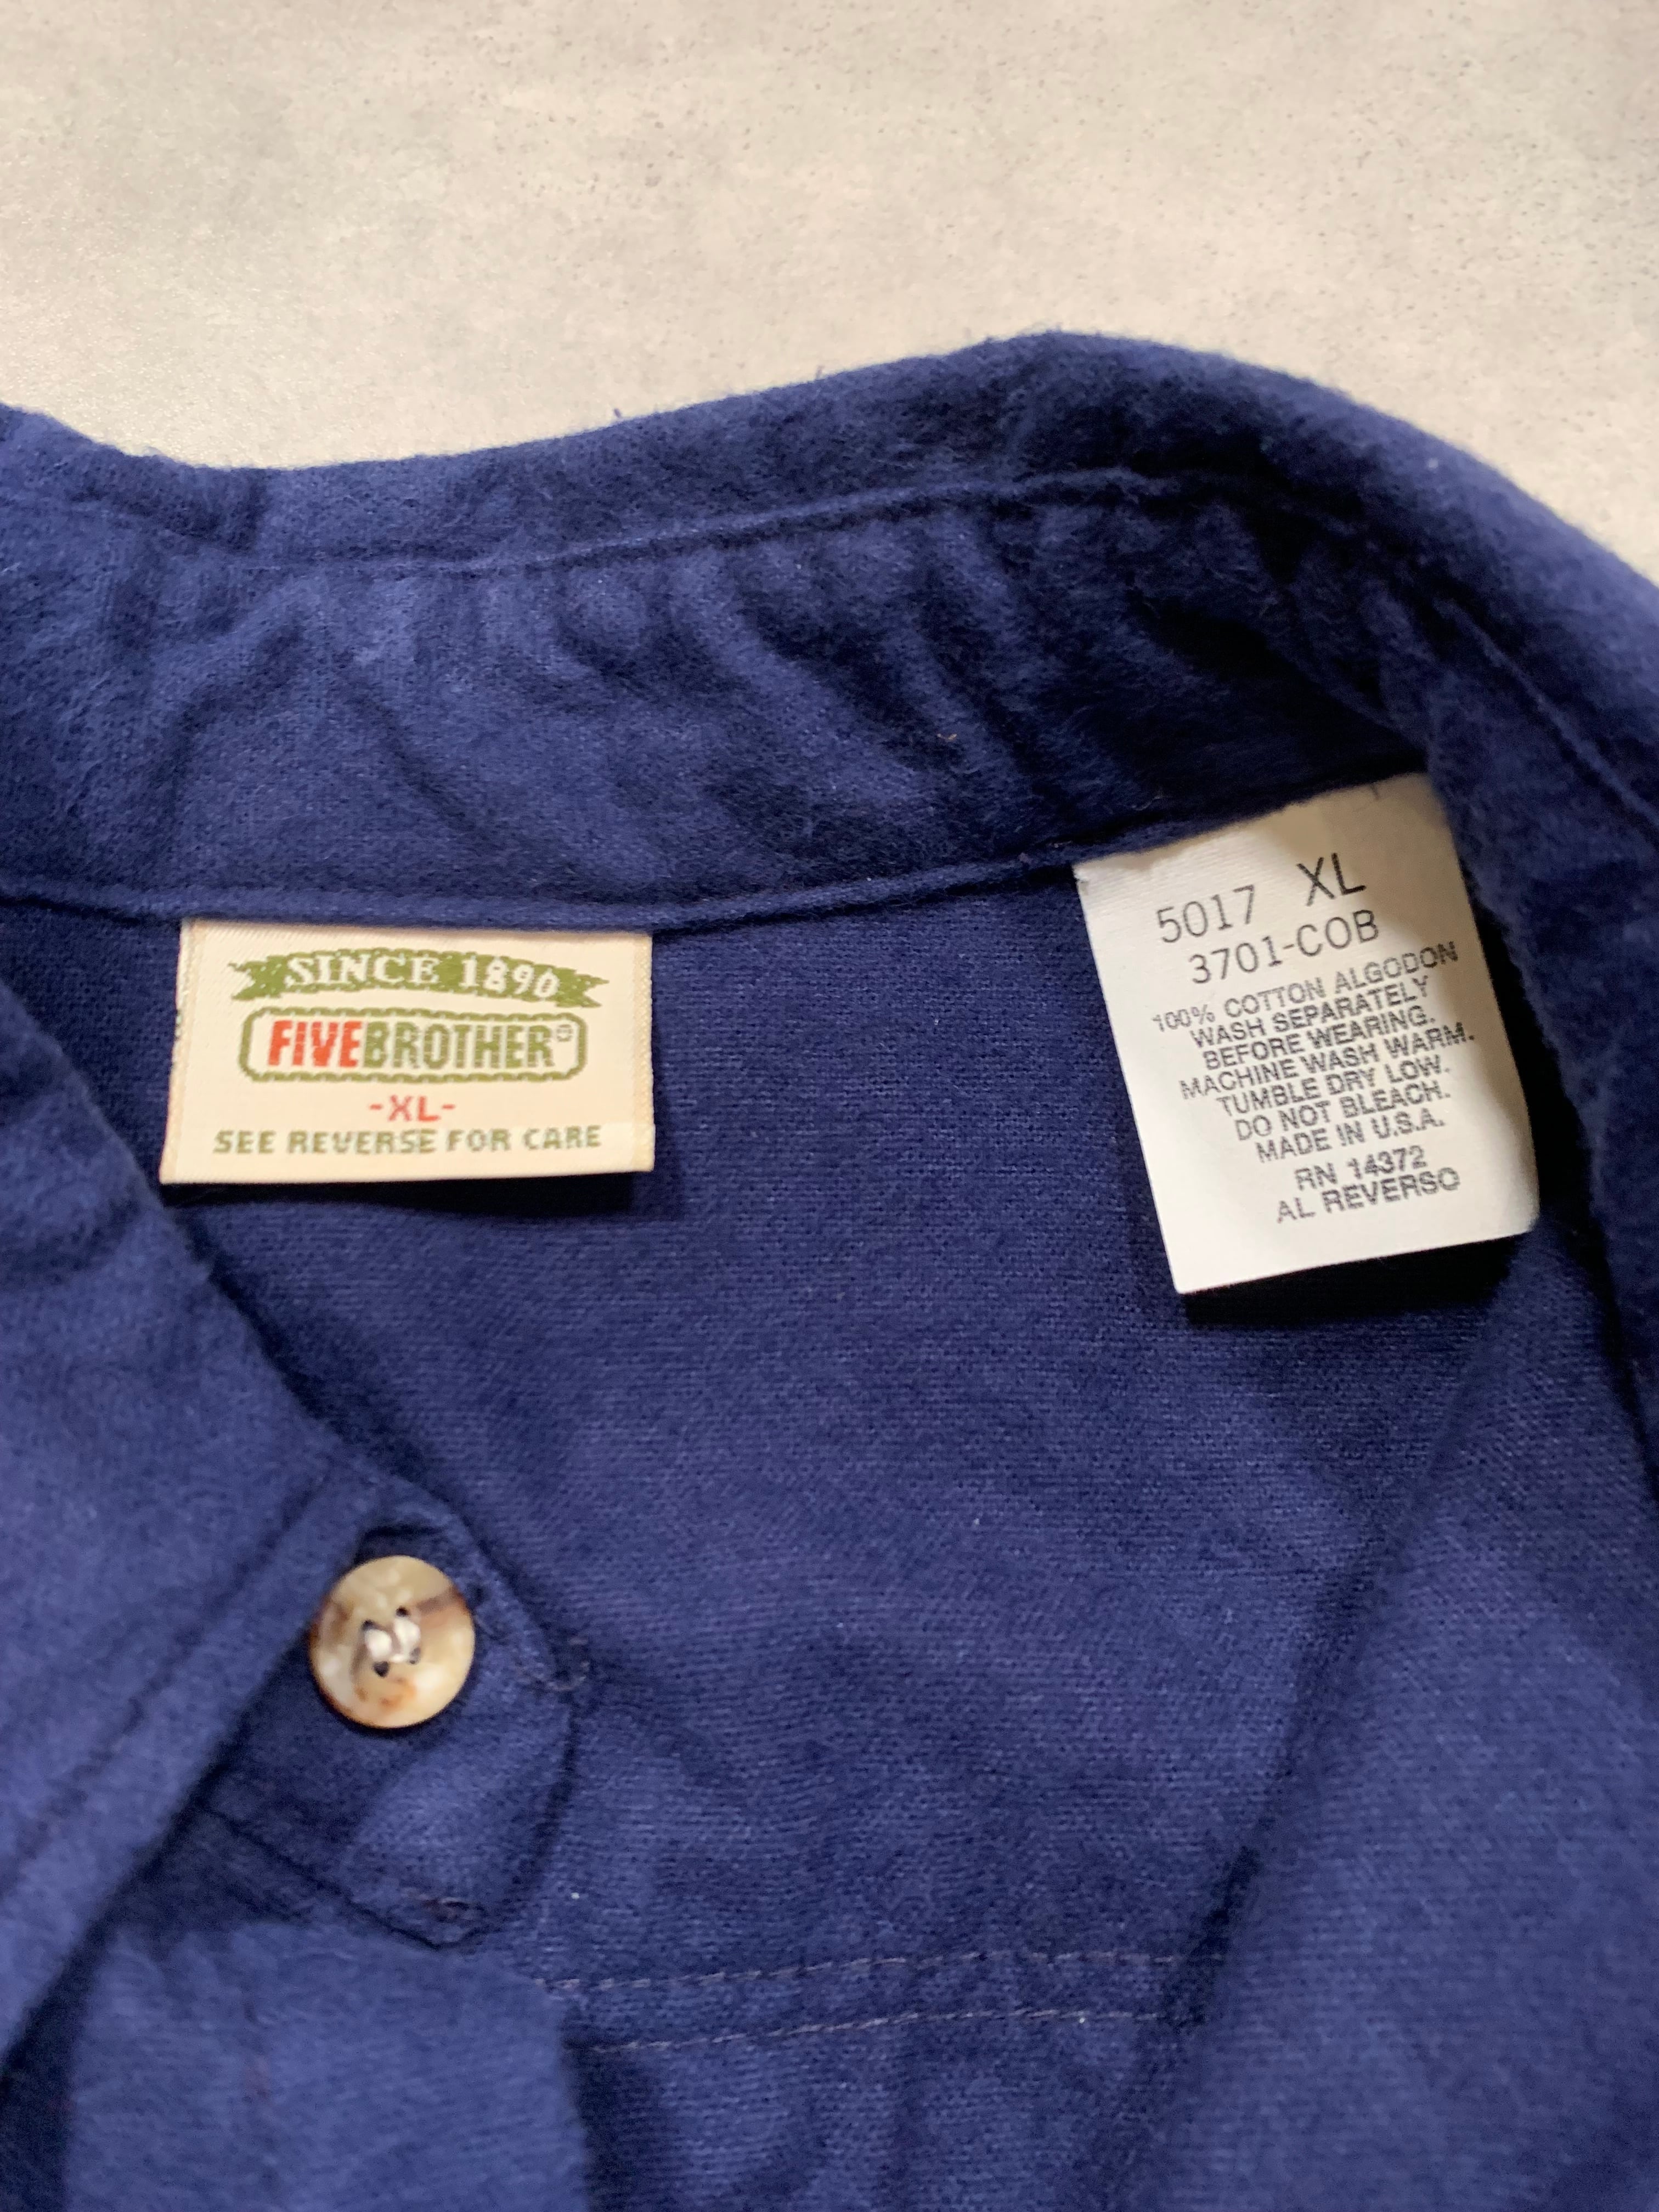 SINCE 1890
FIVEBROTHER®
-XL-
SEE REVERSE FOR CARE
5017 XL
3701-COB
100% COTTON ALGODON
WASH SEPARATELY
BEFORE WEARING.
MACHINE WASH WARM.
TUMBLE DRY LOW.
DO NOT BLEACH.
MADE IN U.S.A.
RN 14372
AL REVERSO